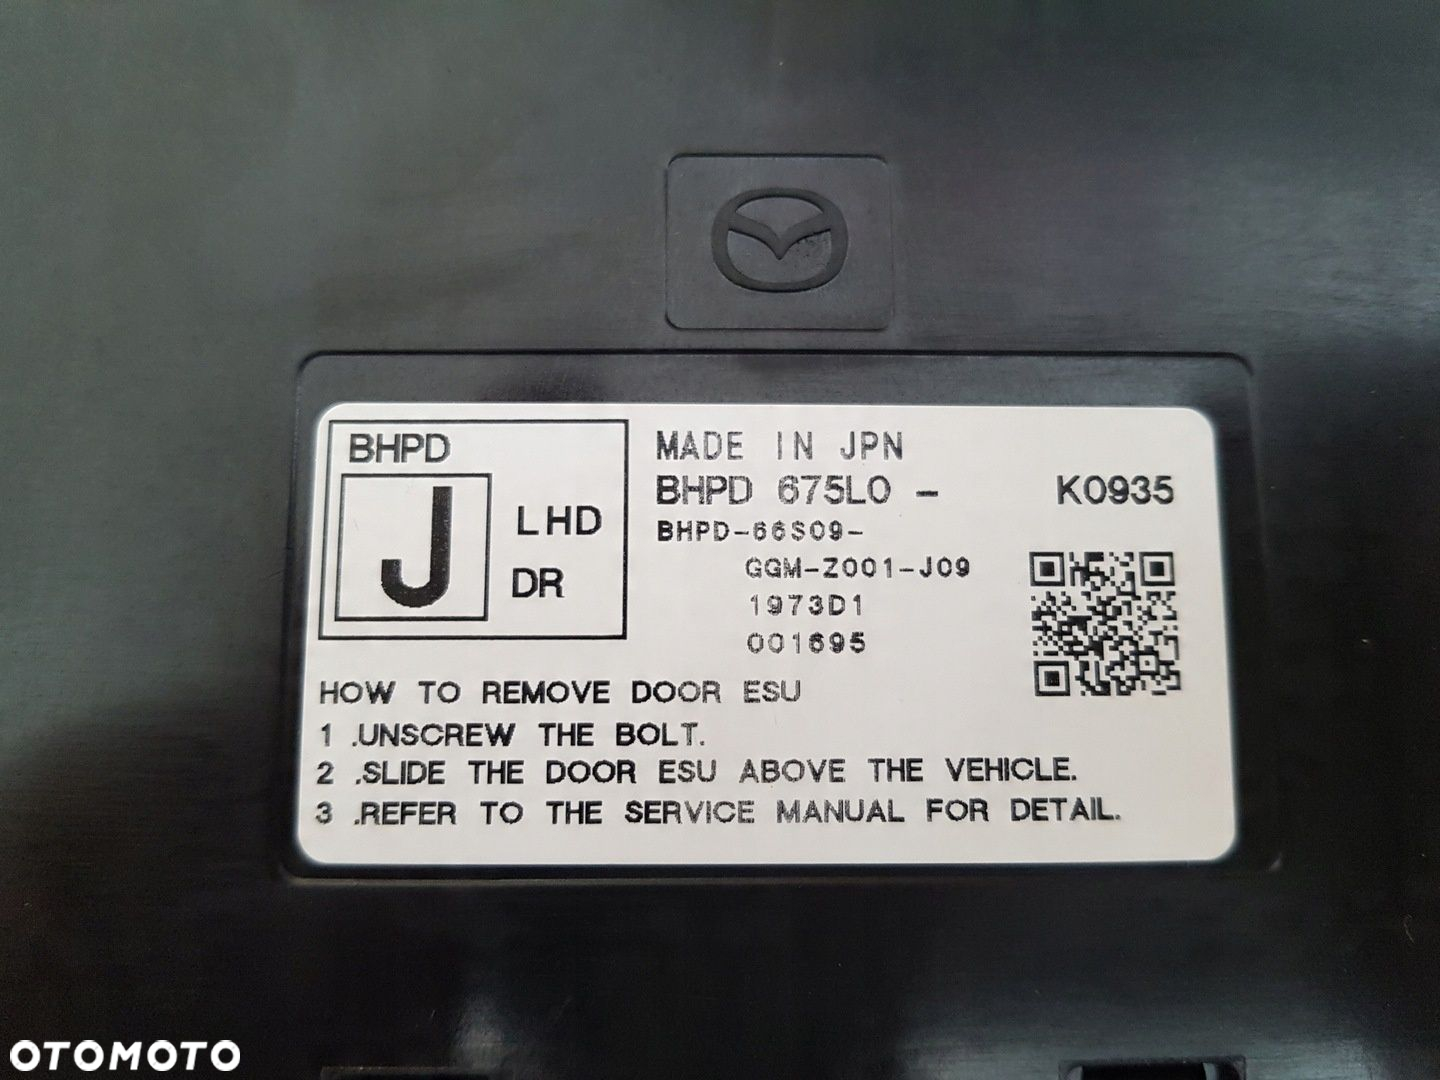 BHPD
J
LHD
DR
MADE IN JPN
BHPD 675L0 - K0935
BHPD-66S09-
GGM-Z001-J09
1973D1
001695
HOW TO REMOVE DOOR ESU
1 .UNSCREW THE BOLT.
2 .SLIDE THE DOOR ESU ABOVE THE VEHICLE.
3 .REFER TO THE SERVICE MANUAL FOR DETAIL.
OTOMOTO